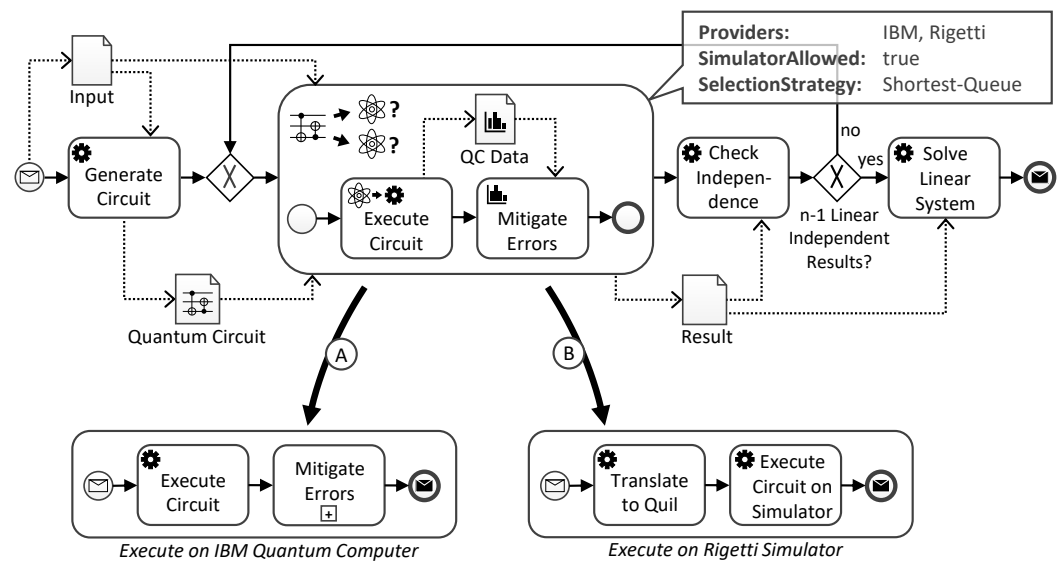 Providers: IBM, Rigetti
SimulatorAllowed: true
SelectionStrategy: Shortest-Queue
Input
Generate
Circuit
X
Quantum Circuit
?
?
QC Data
Execute
Circuit
Mitigate
Errors
Check
Indepen-
dence
no
X
yes
n-1 Linear
Independent
Results?
Solve
Linear
System
Result
A
B
Execute
Circuit
Mitigate
Errors
+
Execute on IBM Quantum Computer
Translate
to Quil
Execute
Circuit on
Simulator
Execute on Rigetti Simulator